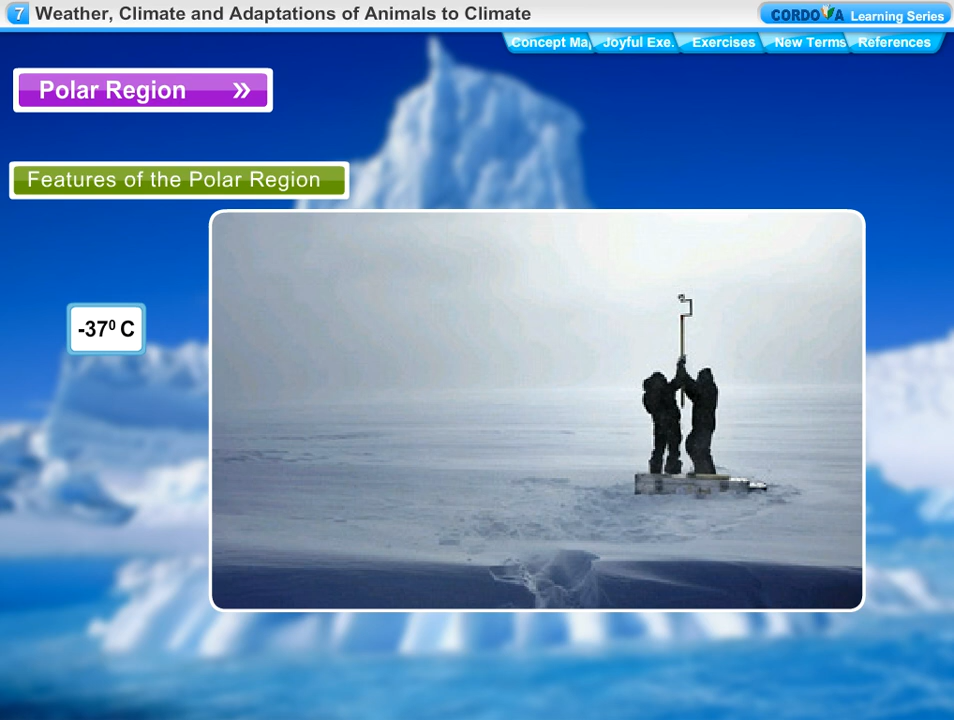 7 Weather, Climate and Adaptations of Animals to Climate
CORDOVA Learning Series
Concept Ma Joyful Exe. Exercises New Terms References
Polar Region »
Features of the Polar Region
-37⁰ C